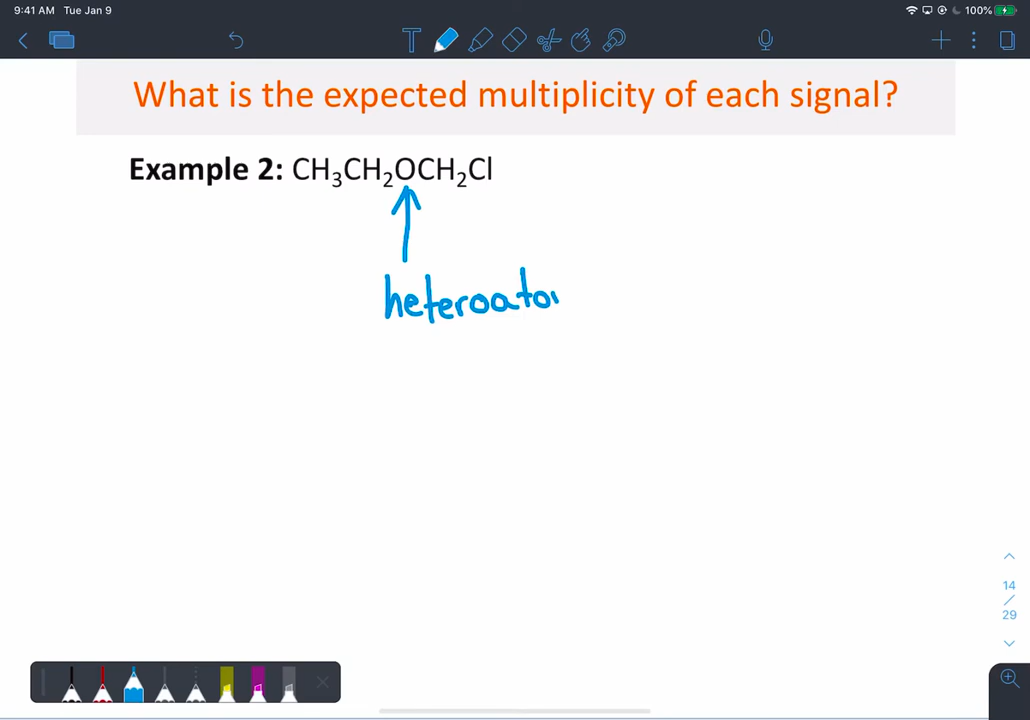 9:41 AM Tue Jan 9
100%
What is the expected multiplicity of each signal?
Example 2: CH₃CH₂OCH₂Cl
heteroato
14
/
29